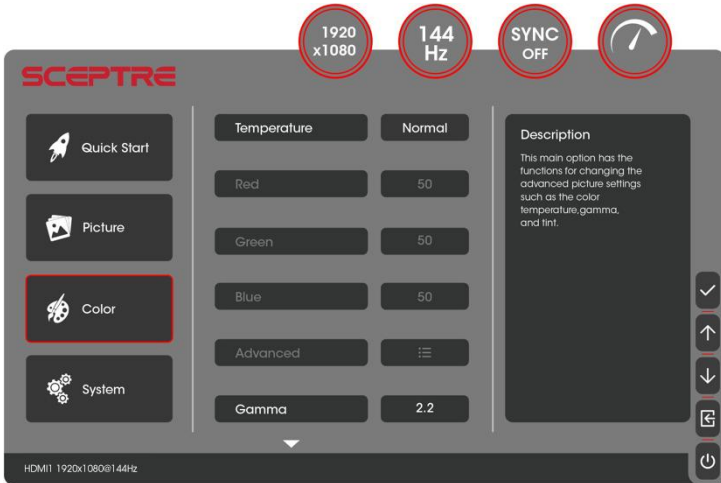 1920
x1080
144
Hz
SYNC
OFF
SCEPTRE
Quick Start
Picture
Color
System
Temperature Normal
Red 50
Green 50
Blue 50
Advanced
Gamma 2.2
Description
This main option has the
functions for changing the
advanced picture settings
such as the color
temperature,gamma,
and tint.
HDMI1 1920x1080@144Hz